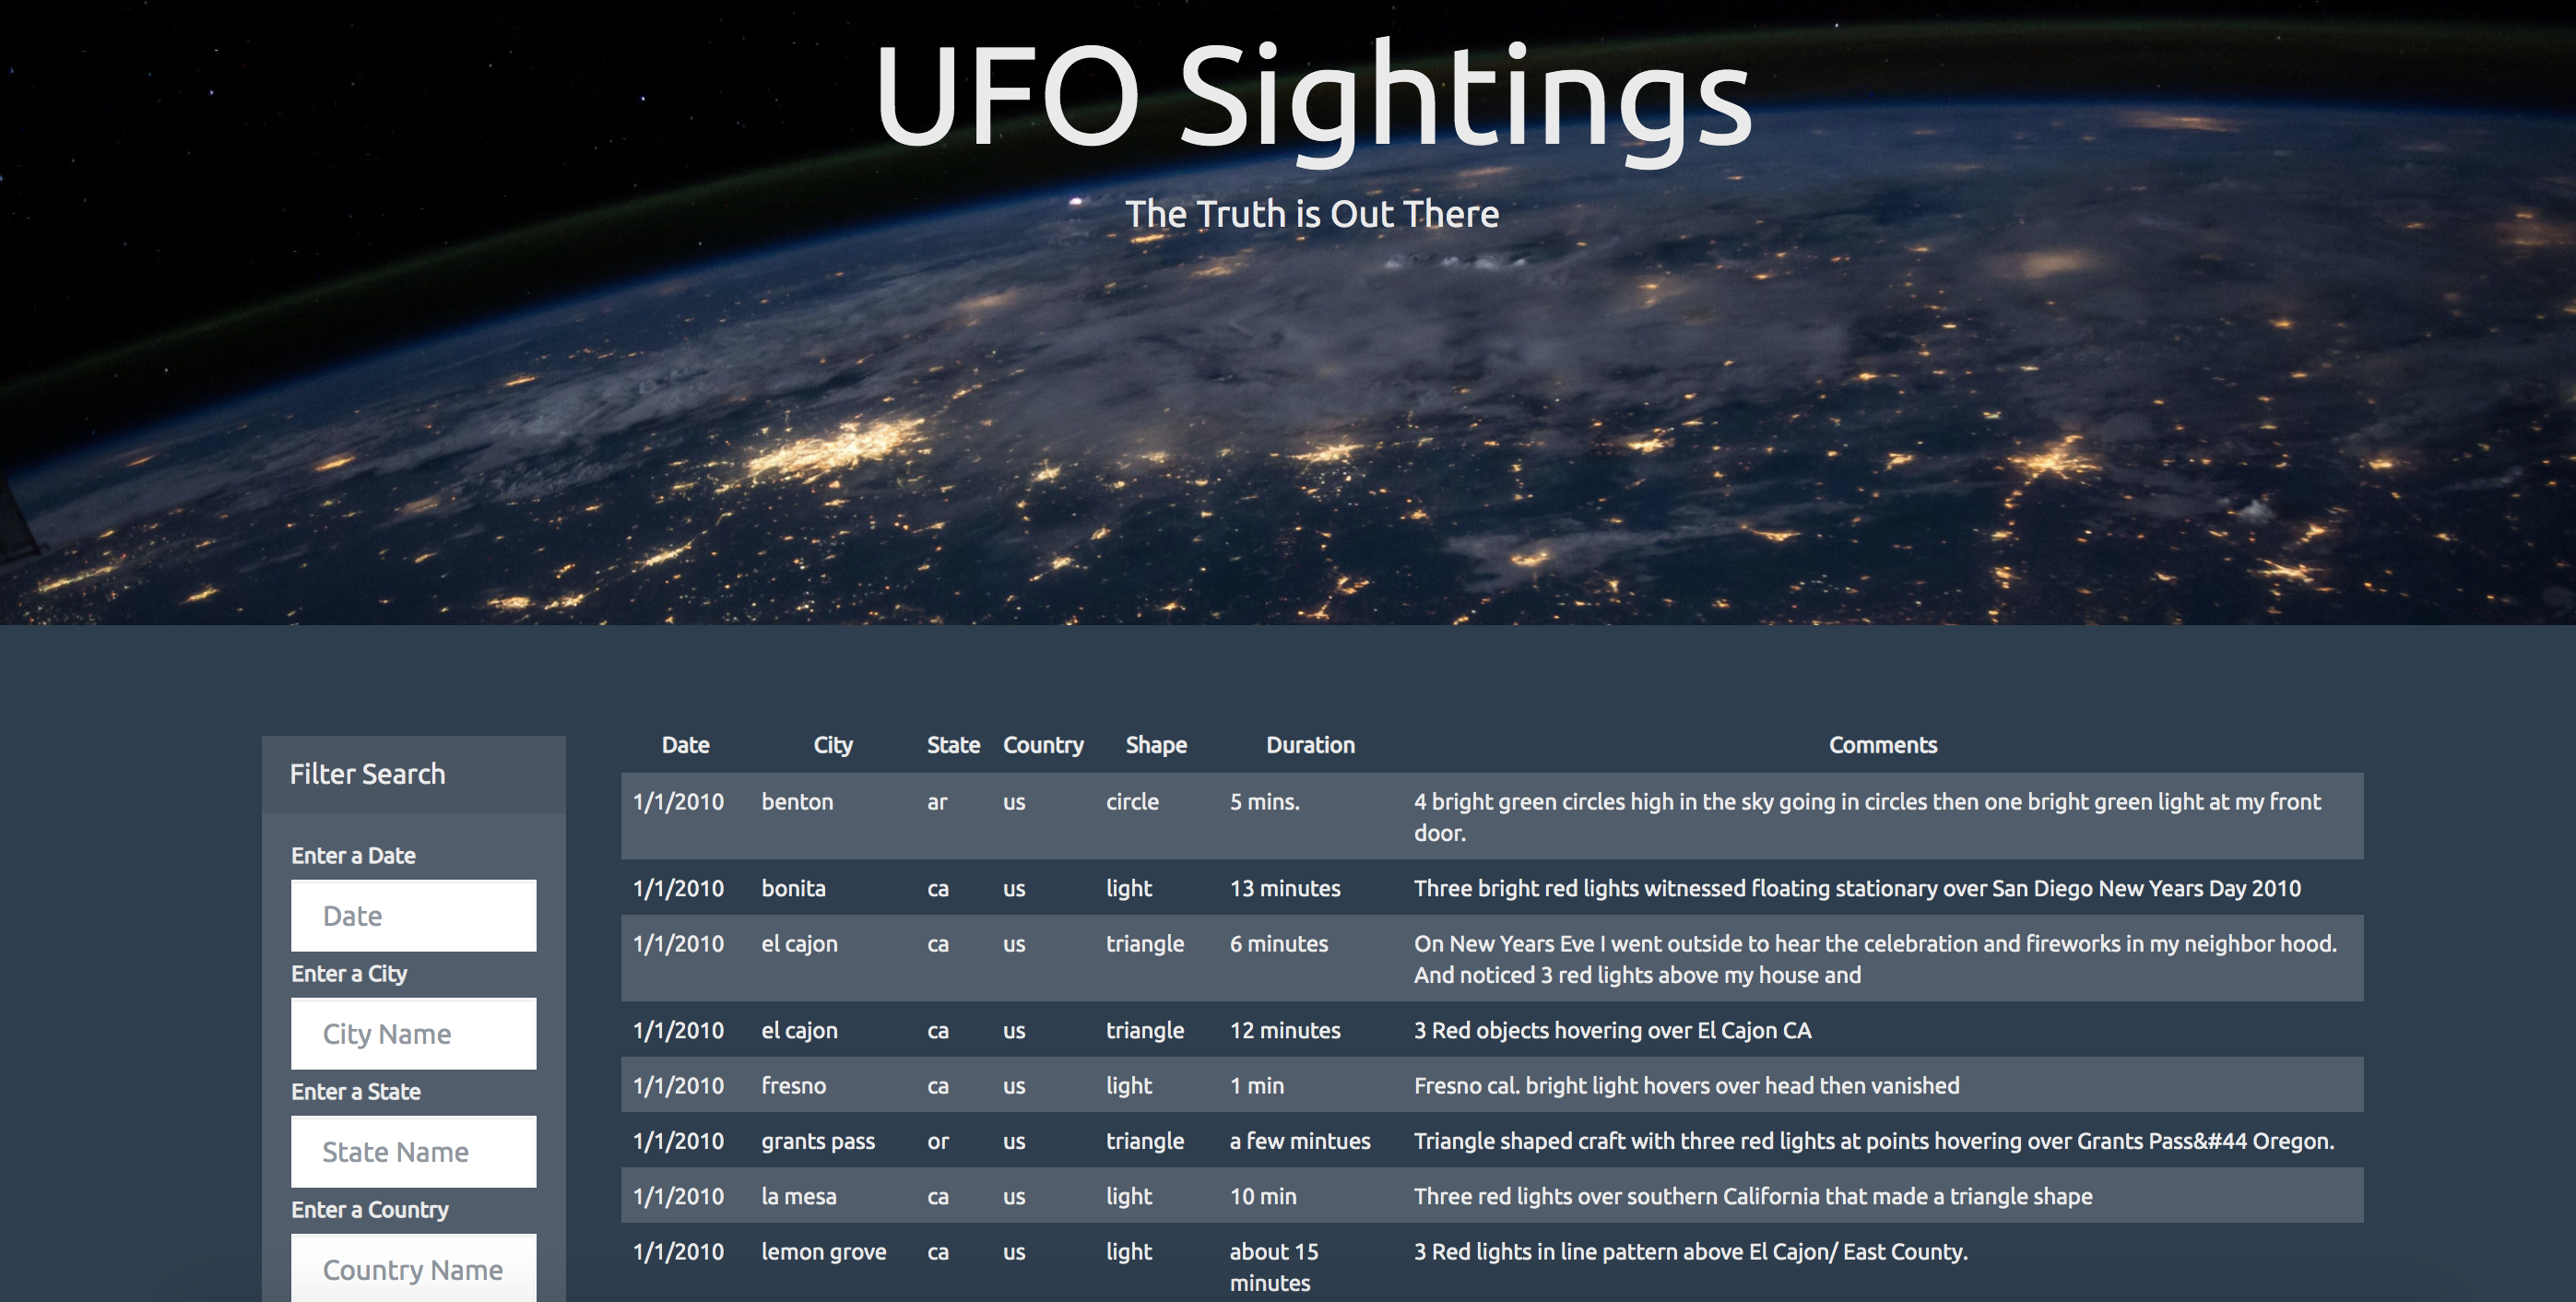 UFO Sightings
The Truth is Out There
Filter Search
Enter a Date
Date
Enter a City
City Name
Enter a State
State Name
Enter a Country
Country Name
Date City State Country Shape Duration Comments
1/1/2010 benton ar us circle 5 mins. 4 bright green circles high in the sky going in circles then one bright green light at my front
door.
1/1/2010 bonita ca us light 13 minutes Three bright red lights witnessed floating stationary over San Diego New Years Day 2010
1/1/2010 el cajon ca us triangle 6 minutes On New Years Eve I went outside to hear the celebration and fireworks in my neighbor hood.
And noticed 3 red lights above my house and
1/1/2010 el cajon ca us triangle 12 minutes 3 Red objects hovering over El Cajon CA
1/1/2010 fresno ca us light 1 min Fresno cal. bright light hovers over head then vanished
1/1/2010 grants pass or us triangle a few mintues Triangle shaped craft with three red lights at points hovering over Grants Pass&#44 Oregon.
1/1/2010 la mesa ca us light 10 min Three red lights over southern California that made a triangle shape
1/1/2010 lemon grove ca us light about 15 3 Red lights in line pattern above El Cajon/ East County.
minutes